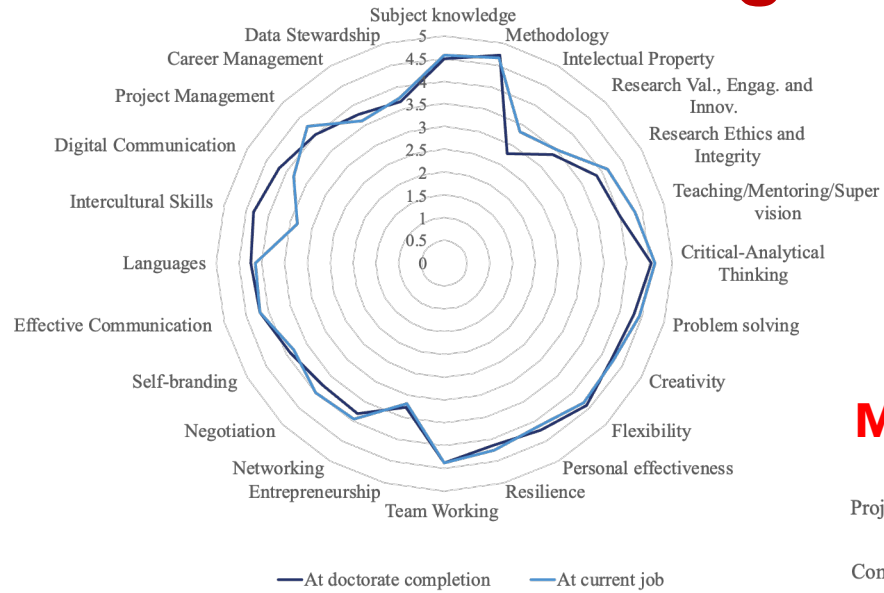 g
Subject knowledge
Methodology
Intelectual Property
Research Val., Engag. and
Innov.
Research Ethics and
Integrity
Teaching/Mentoring/Super
vision
Critical-Analytical
Thinking
Problem solving
Creativity
Flexibility
Personal effectiveness
Resilience
Team Working
Entrepreneurship
Networking
Negotiation
Self-branding
Effective Communication
Languages
Intercultural Skills
Digital Communication
Project Management
Career Management
Data Stewardship
5
4.5
4
3.5
3
2.5
2
1.5
1
0.5
0
At doctorate completion
At current job
M
Proj
Con